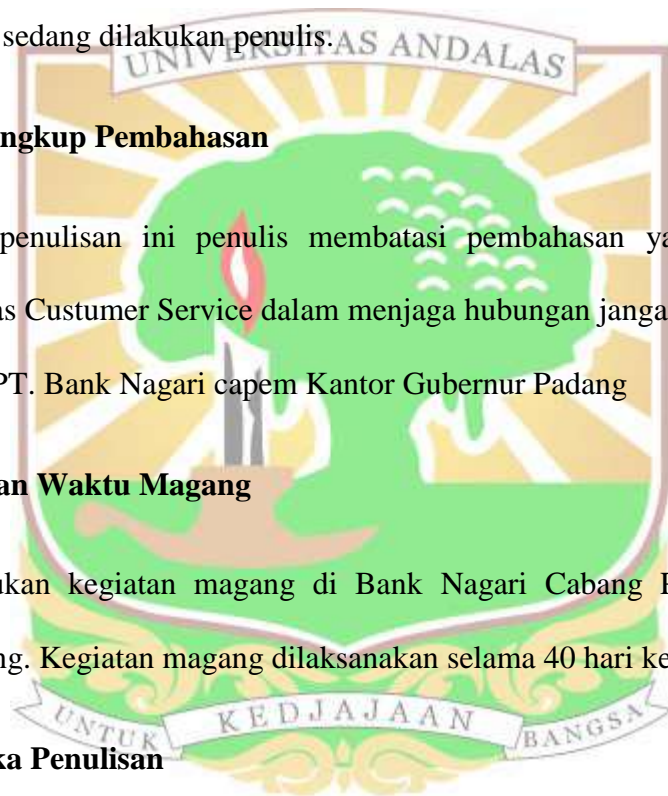 sedang dilakukan penulis.
UNIVERSITAS ANDALAS
ngkup Pembahasan
penulisan ini penulis membatasi pembahasan ya
as Custumer Service dalam menjaga hubungan janga
PT. Bank Nagari capem Kantor Gubernur Padang
an Waktu Magang
ukan kegiatan magang di Bank Nagari Cabang
ng. Kegiatan magang dilaksanakan selama 40 hari ke
UNTUK KEDJAJAAN BANGSA
ka Penulisan